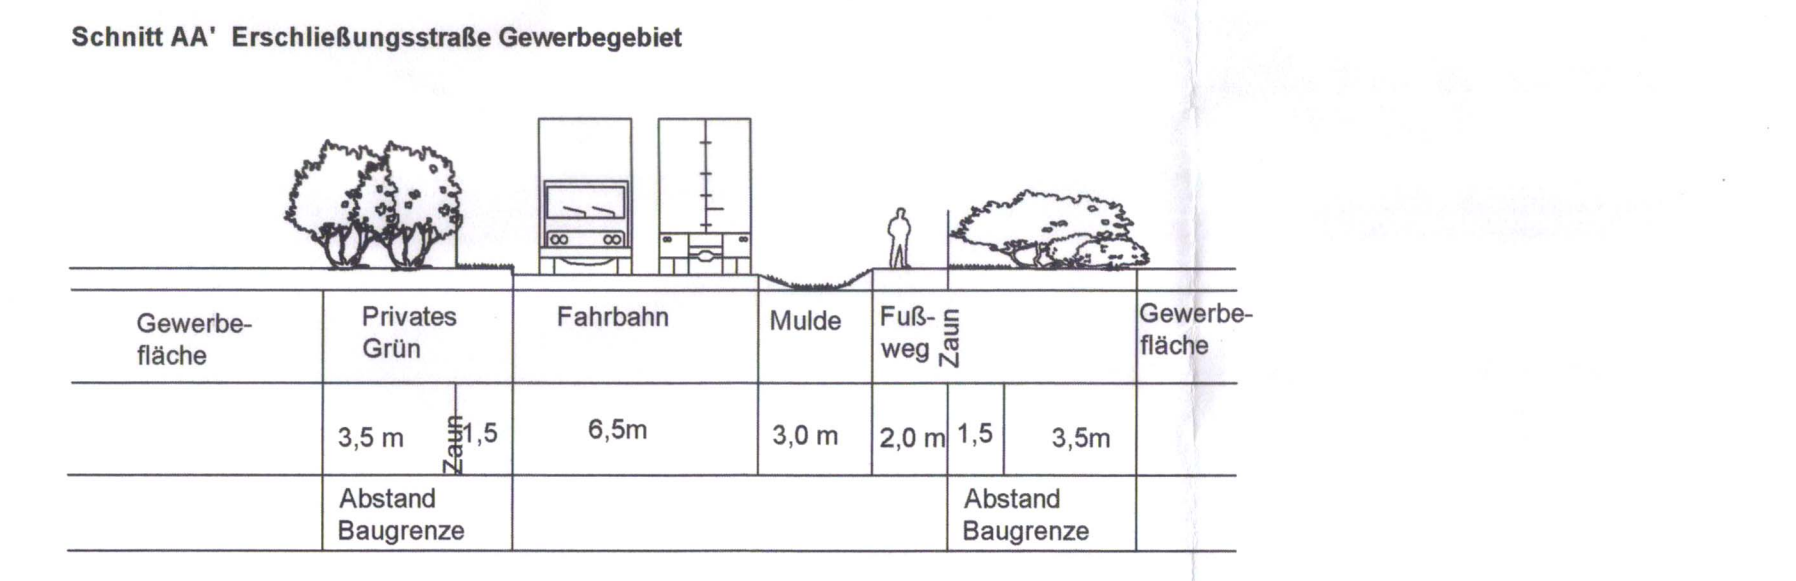 Schnitt AA' Erschließungsstraße Gewerbegebiet
Gewerbe-
fläche
Privates
Grün
Fahrbahn
Mulde
Fuß-
weg
Zaun
Gewerbe-
fläche
3,5 m
Zaun
1,5
6,5m
3,0 m
2,0 m
1,5
3,5m
Abstand
Baugrenze
Abstand
Baugrenze